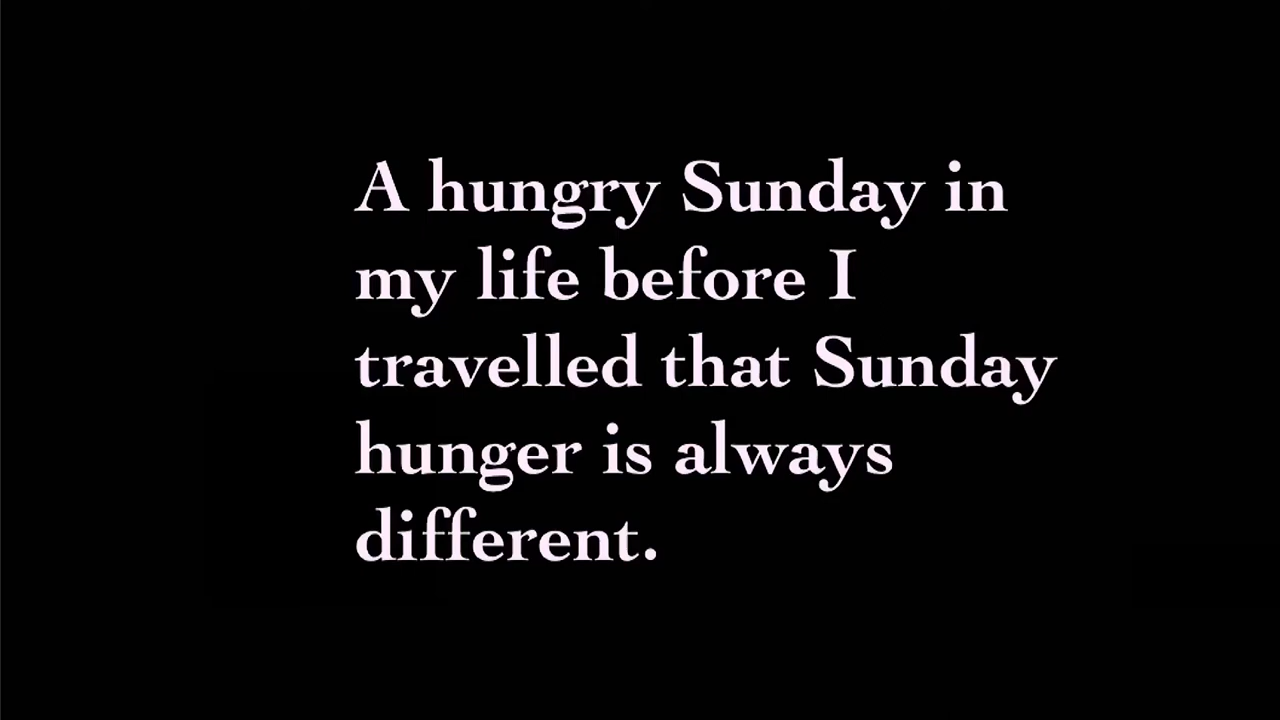 A hungry Sunday in
my life before I
travelled that Sunday
hunger is always
different.